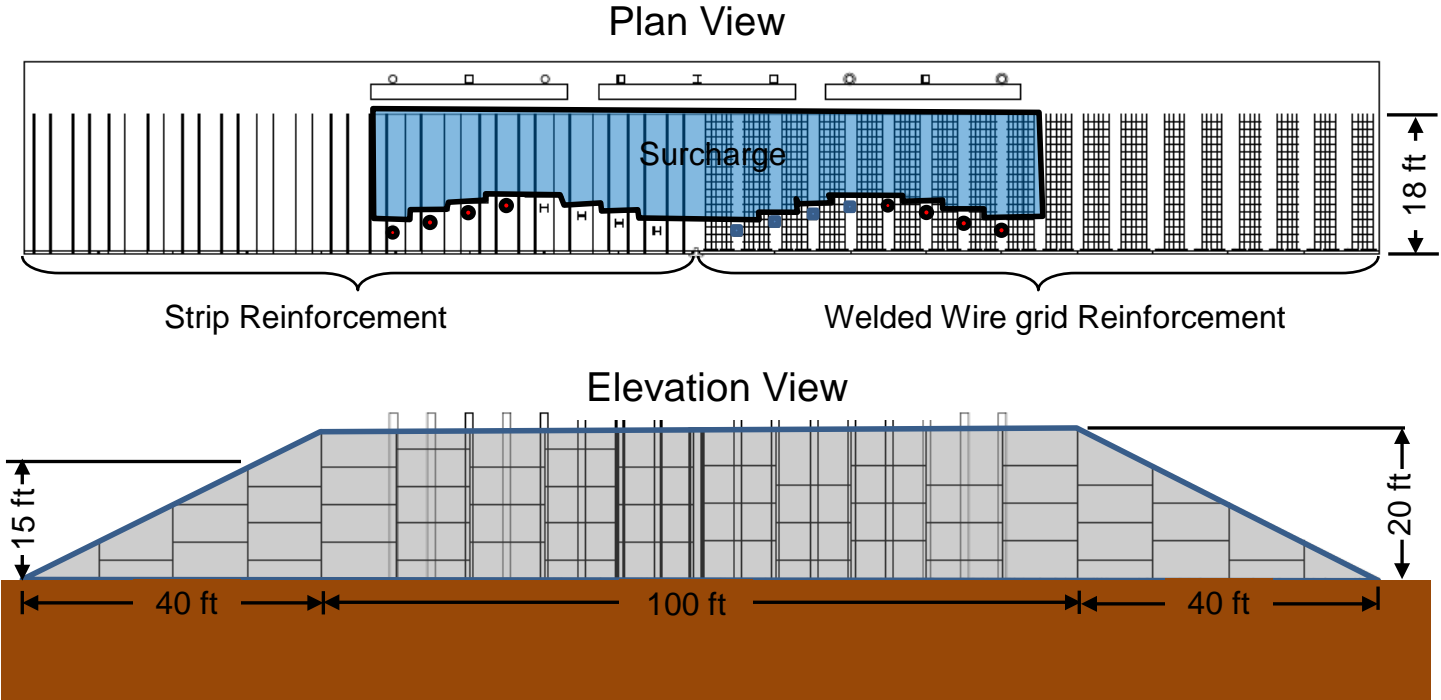 Plan View
Surcharge
18 ft
Strip Reinforcement
Welded Wire grid Reinforcement
Elevation View
15 ft
20 ft
40 ft
100 ft
40 ft